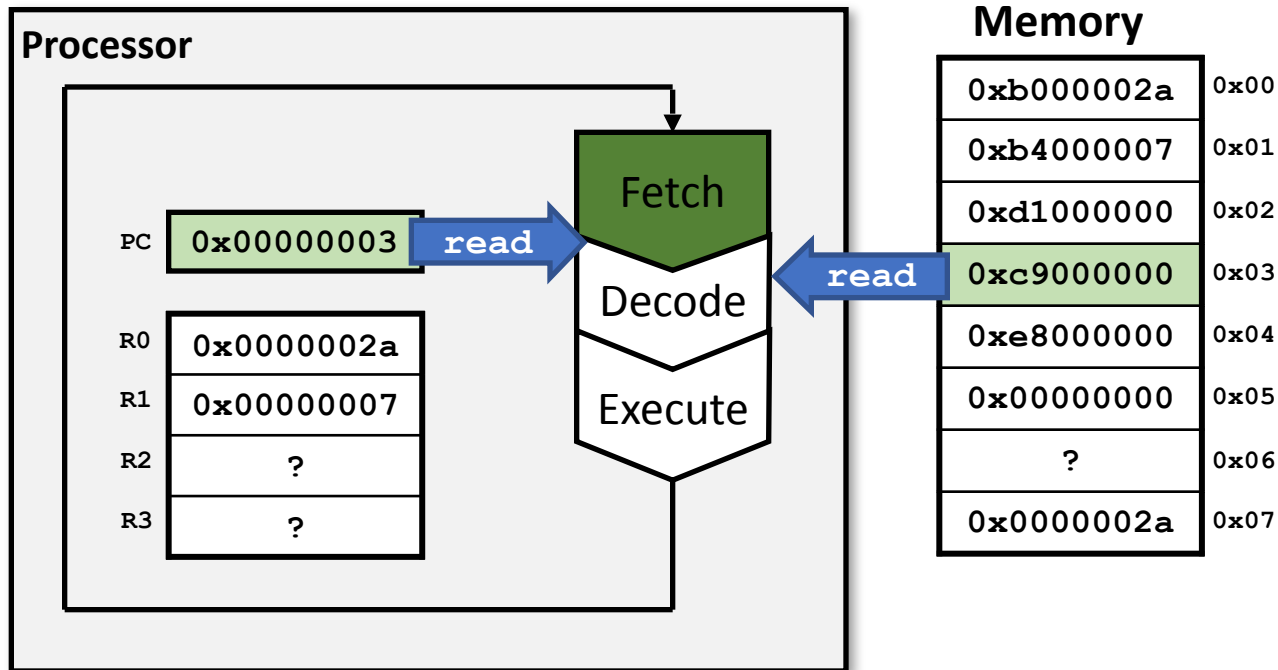 Processor
Memory
Fetch
Decode
Execute
PC 0x00000003 read
R0 0x0000002a
R1 0x00000007
R2 ?
R3 ?
0xb000002a 0x00
0xb4000007 0x01
0xd1000000 0x02
read 0xc9000000 0x03
0xe8000000 0x04
0x00000000 0x05
? 0x06
0x0000002a 0x07